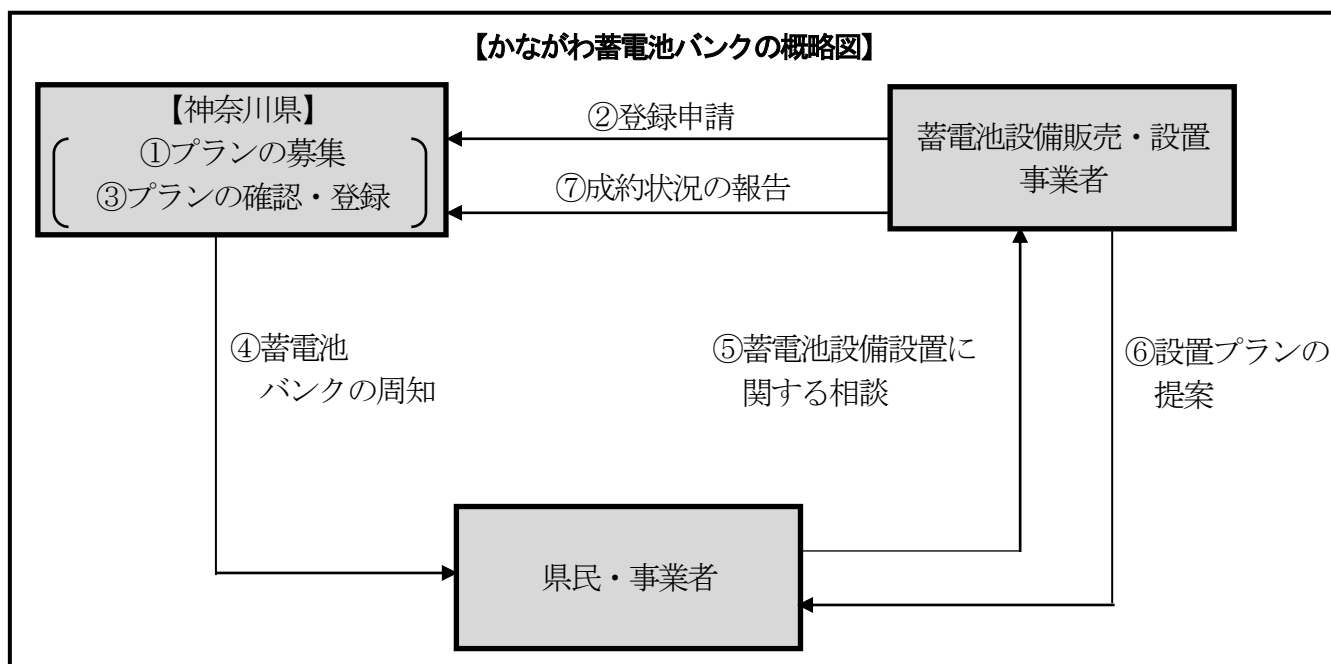 【かながわ蓄電池バンクの概略図】
【神奈川県】
①プランの募集
③プランの確認・登録
②登録申請
⑦成約状況の報告
蓄電池設備販売・設置
事業者
④蓄電池
バンクの周知
⑤蓄電池設備設置に
関する相談
⑥設置プランの
提案
県民・事業者